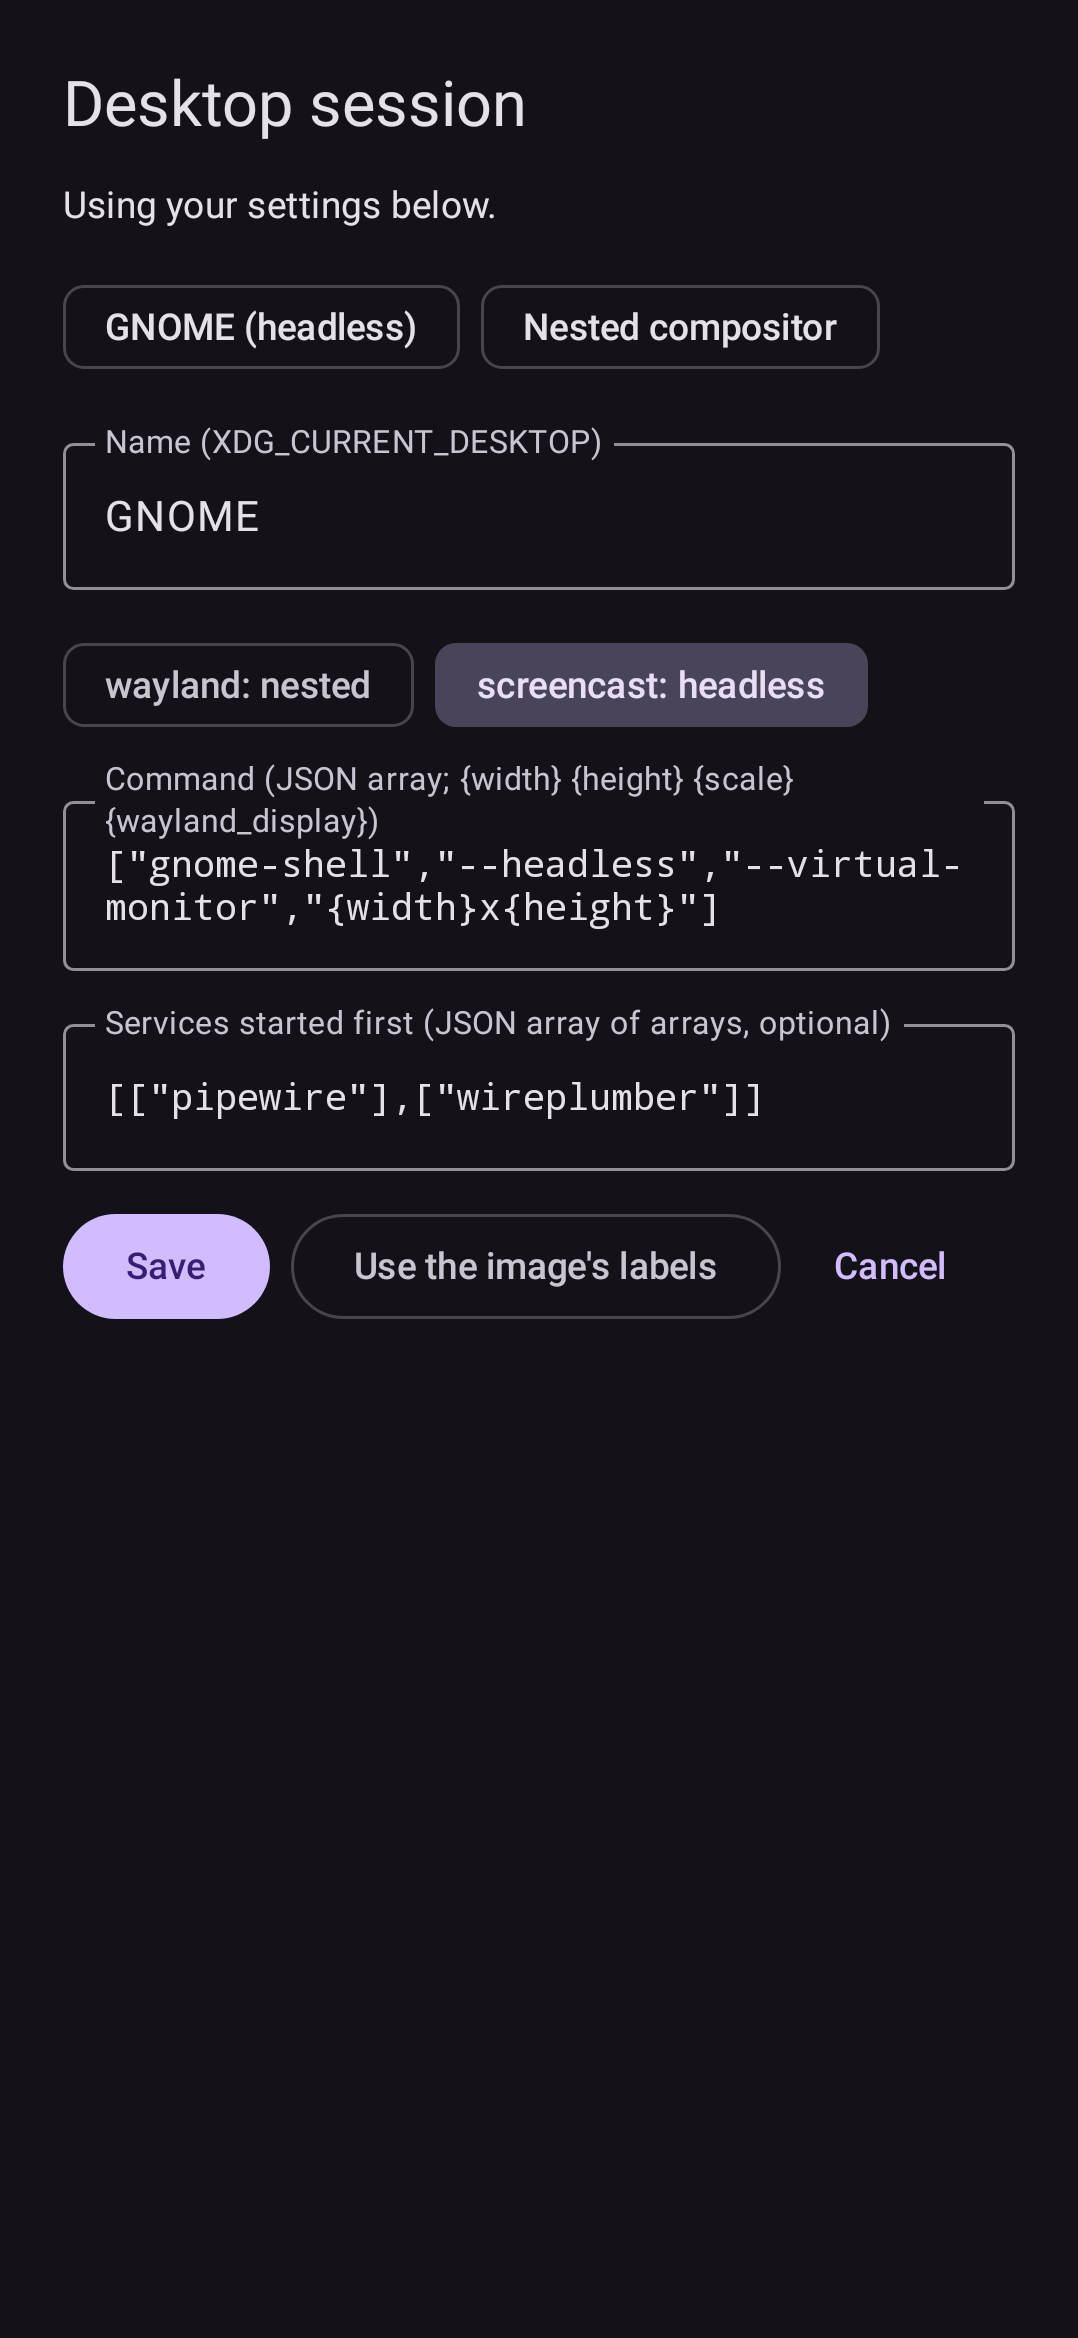 Desktop session
Using your settings below.
GNOME (headless)
Nested compositor
Name (XDG_CURRENT_DESKTOP)
GNOME
wayland: nested
screencast: headless
Command (JSON array; {width} {height} {scale}
{wayland_display})
["gnome-shell","--headless","--virtual-
monitor","{width}x{height}"]
Services started first (JSON array of arrays, optional)
[["pipewire"],["wireplumber"]]
Save
Use the image's labels
Cancel